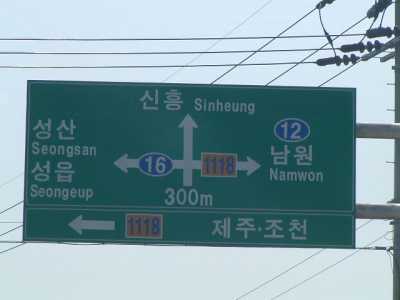 신흥
Sinheung
성산
Seongsan
성읍
Seongeup
16
1118
12
남원
Namwon
300m
1118
제주·조천